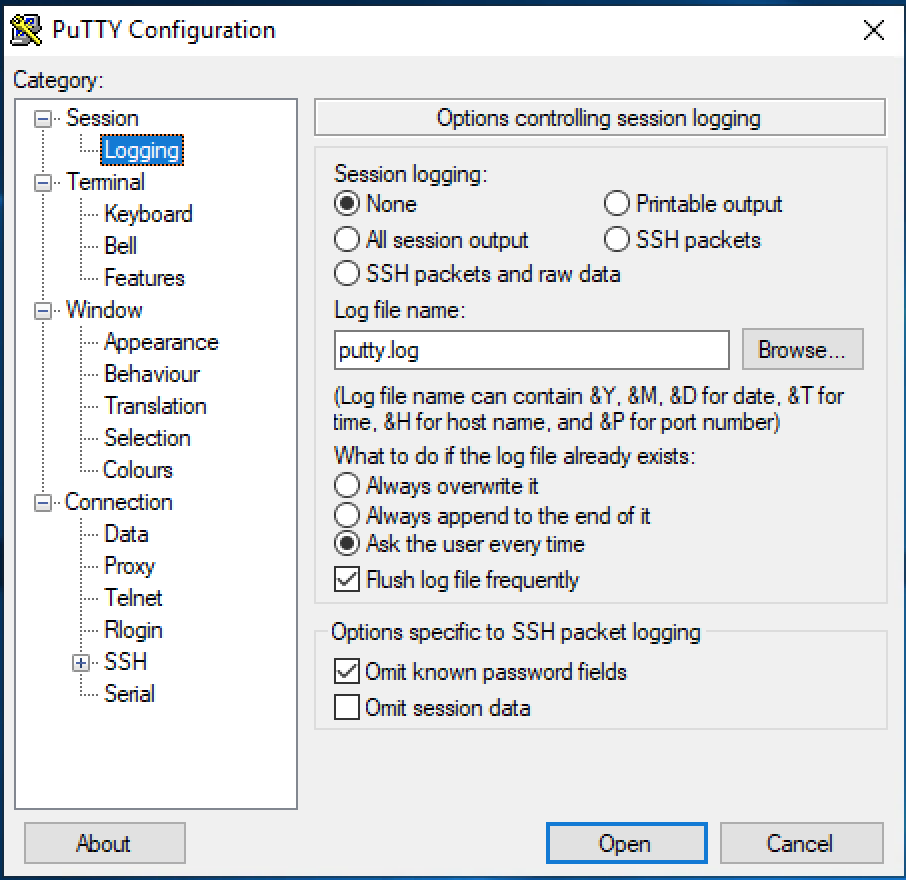 PuTTY Configuration
Category:
Session
Logging
Terminal
Keyboard
Bell
Features
Window
Appearance
Behaviour
Translation
Selection
Colours
Connection
Data
Proxy
Telnet
Rlogin
SSH
Serial
Options controlling session logging
Session logging:
None
Printable output
All session output
SSH packets
SSH packets and raw data
Log file name:
putty.log
Browse...
(Log file name can contain &Y, &M, &D for date, &T for
time, &H for host name, and &P for port number)
What to do if the log file already exists:
Always overwrite it
Always append to the end of it
Ask the user every time
Flush log file frequently
Options specific to SSH packet logging
Omit known password fields
Omit session data
About
Open
Cancel